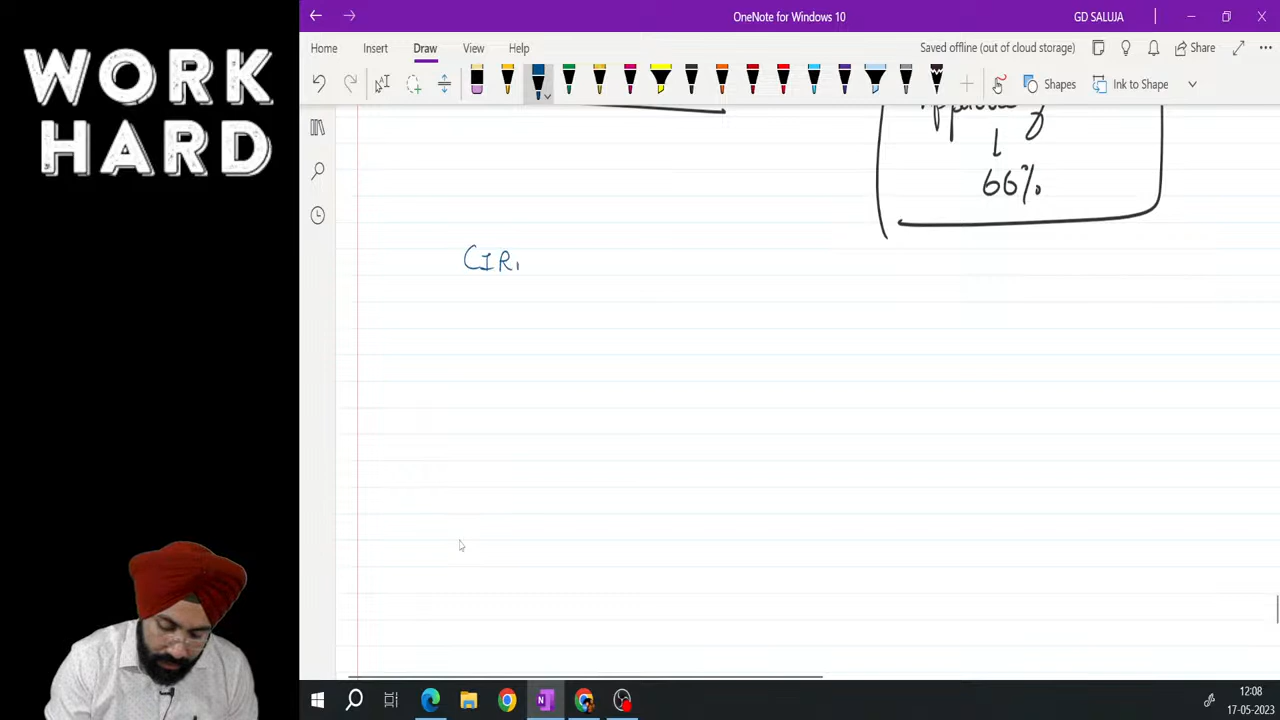 WORK
HARD
OneNote for Windows 10
GD SALUJA
Home Insert Draw View Help
Saved offline (out of cloud storage)
Share
Shapes
Ink to Shape
66%
CIR.
12:08
17-05-2023